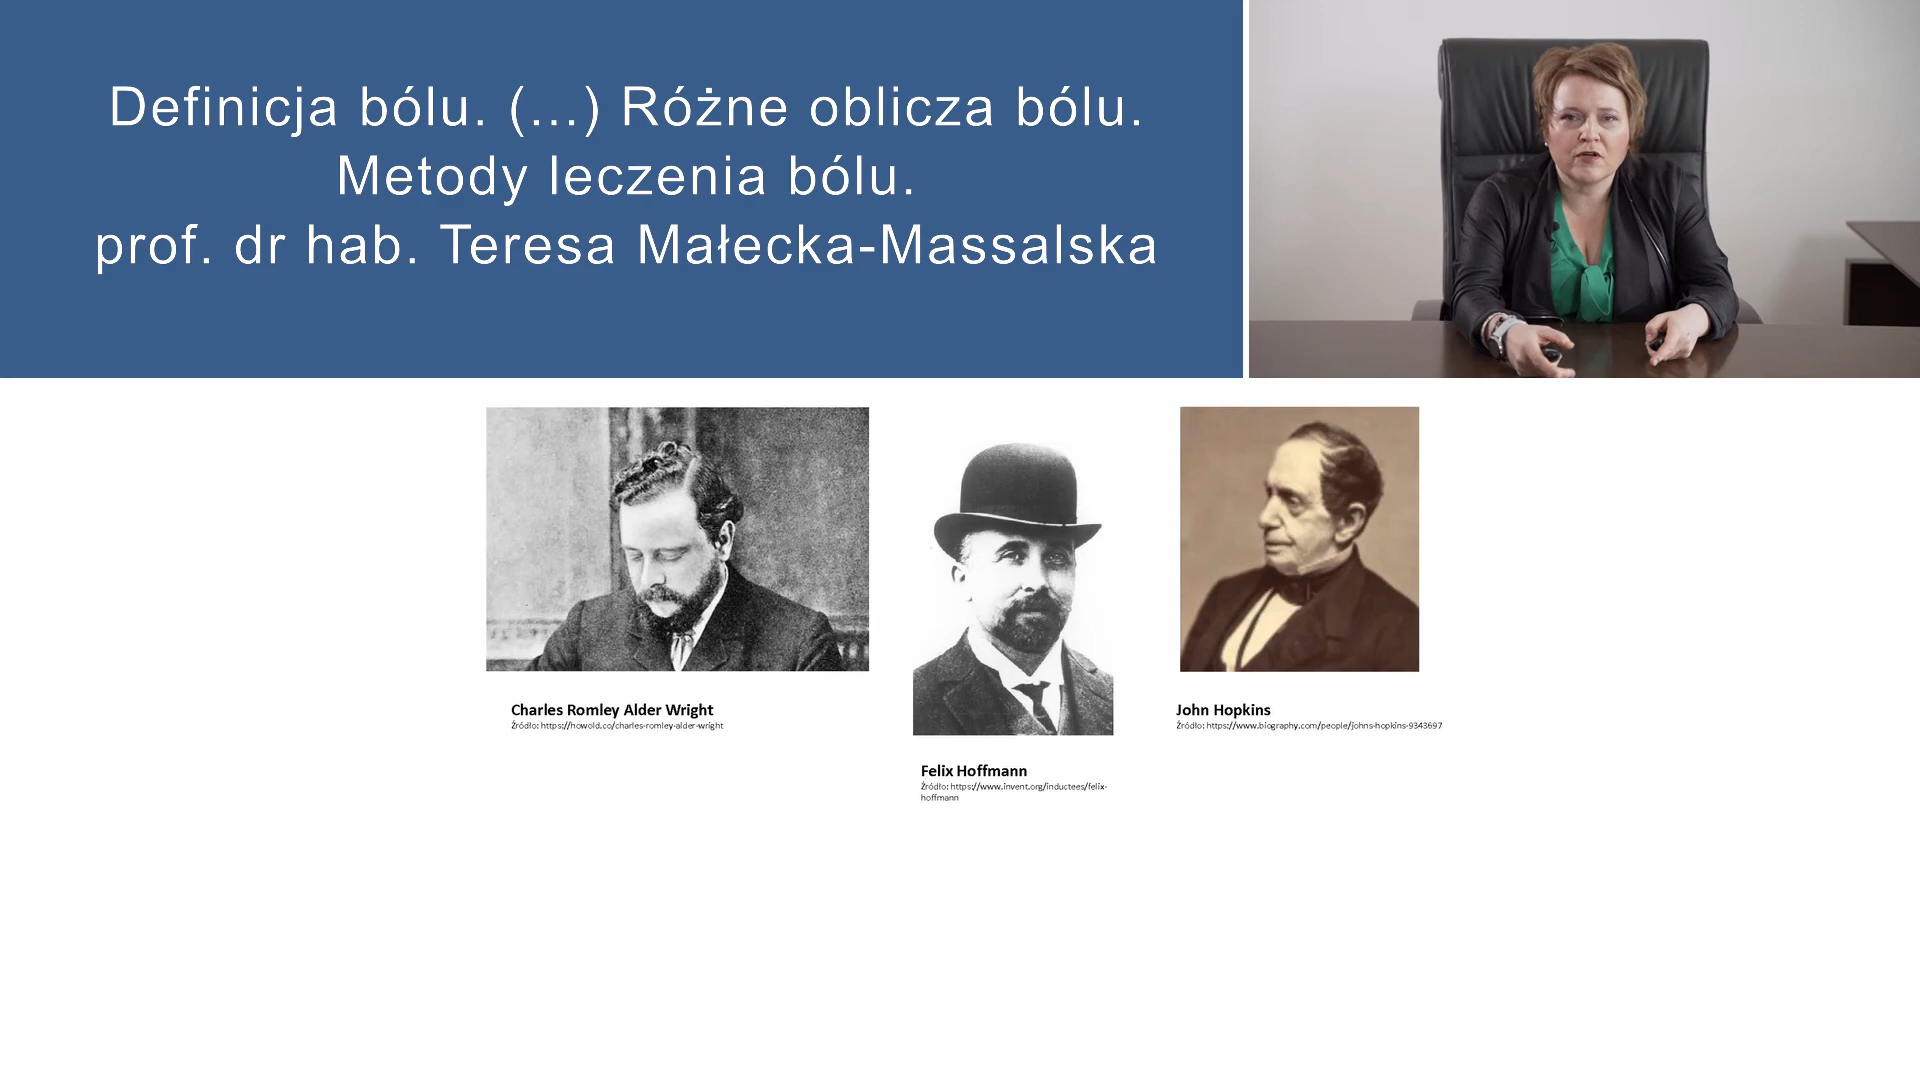 Definicja bólu. (...) Różne oblicza bólu.
Metody leczenia bólu.
prof. dr hab. Teresa Małecka-Massalska
Charles Romley Alder Wright
Źródło: https://howold.co/charles-romley-alder-wright
John Hopkins
Źródło: https://www.biography.com/people/johns-hopkins-9343697
Felix Hoffmann
Źródło: https://www.invent.org/inductees/felix-
hoffmann